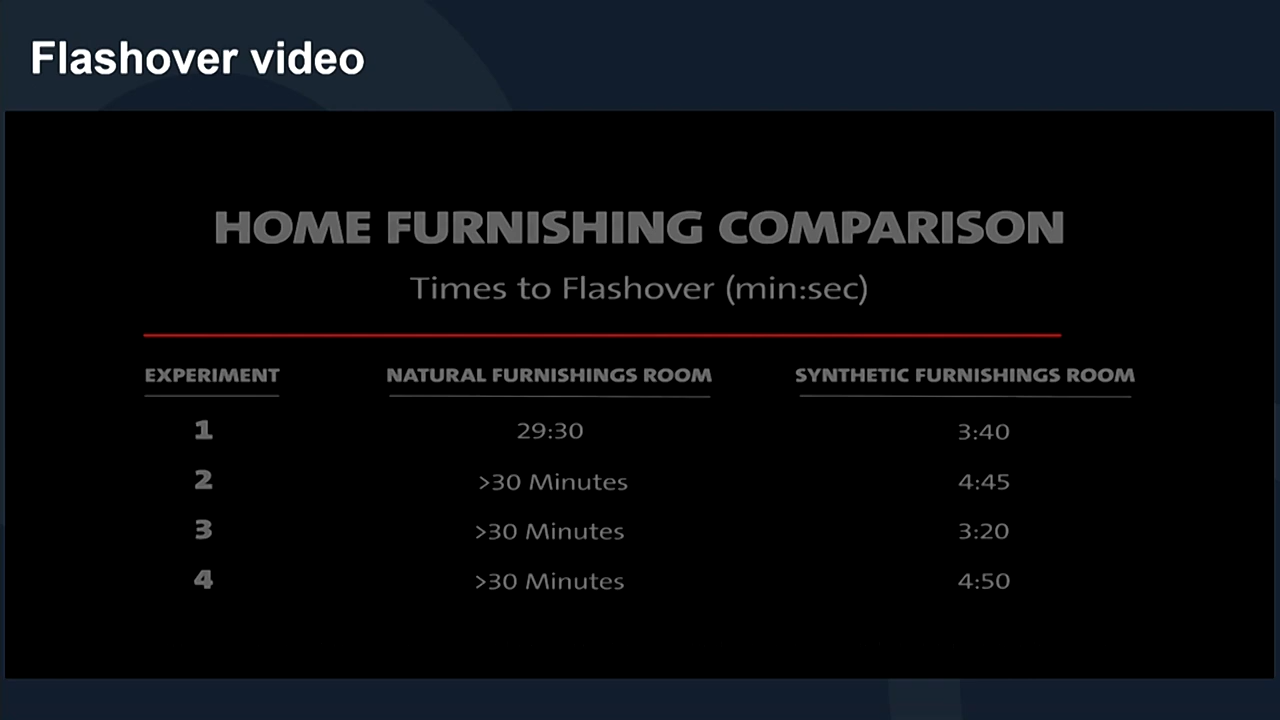 Flashover video
HOME FURNISHING COMPARISON
Times to Flashover (min:sec)
EXPERIMENT NATURAL FURNISHINGS ROOM SYNTHETIC FURNISHINGS ROOM
1 29:30 3:40
2 >30 Minutes 4:45
3 >30 Minutes 3:20
4 >30 Minutes 4:50